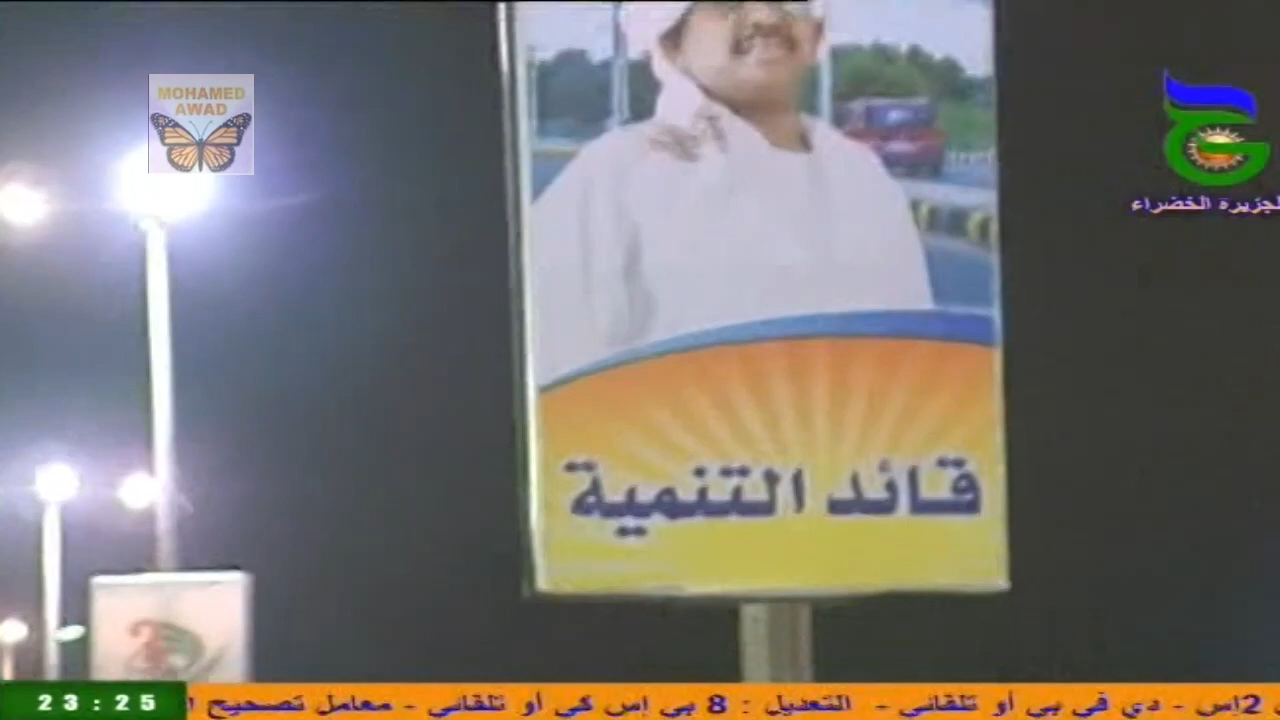 MOHAMED
AWAD
الجزيرة الخضراء
قائد التنمية
23:25
2إس - دي في بي أو تلقائي - التعديل : 8 بي إس كي أو تلقائي - معامل تصحيح